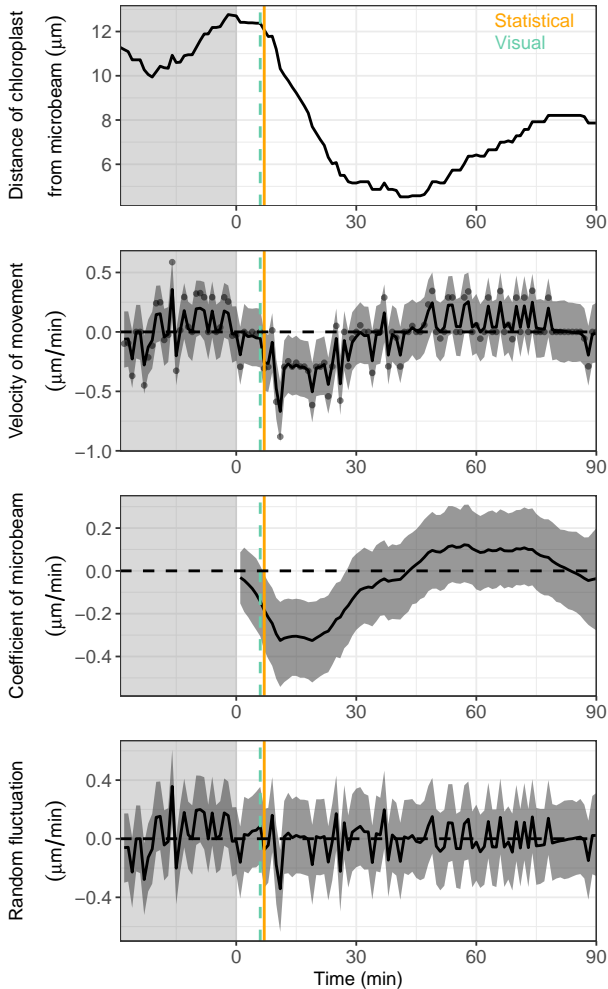 Distance of chloroplast
from microbeam (μm)
12
10
8
6
Statistical
Visual
0
30
60
90
Velocity of movement
(μm/min)
0.5
0.0
−0.5
−1.0
0
30
60
90
Coefficient of microbeam
(μm/min)
0.2
0.0
−0.2
−0.4
0
30
60
90
Random fluctuation
(μm/min)
0.4
0.0
−0.4
0
30
60
90
Time (min)